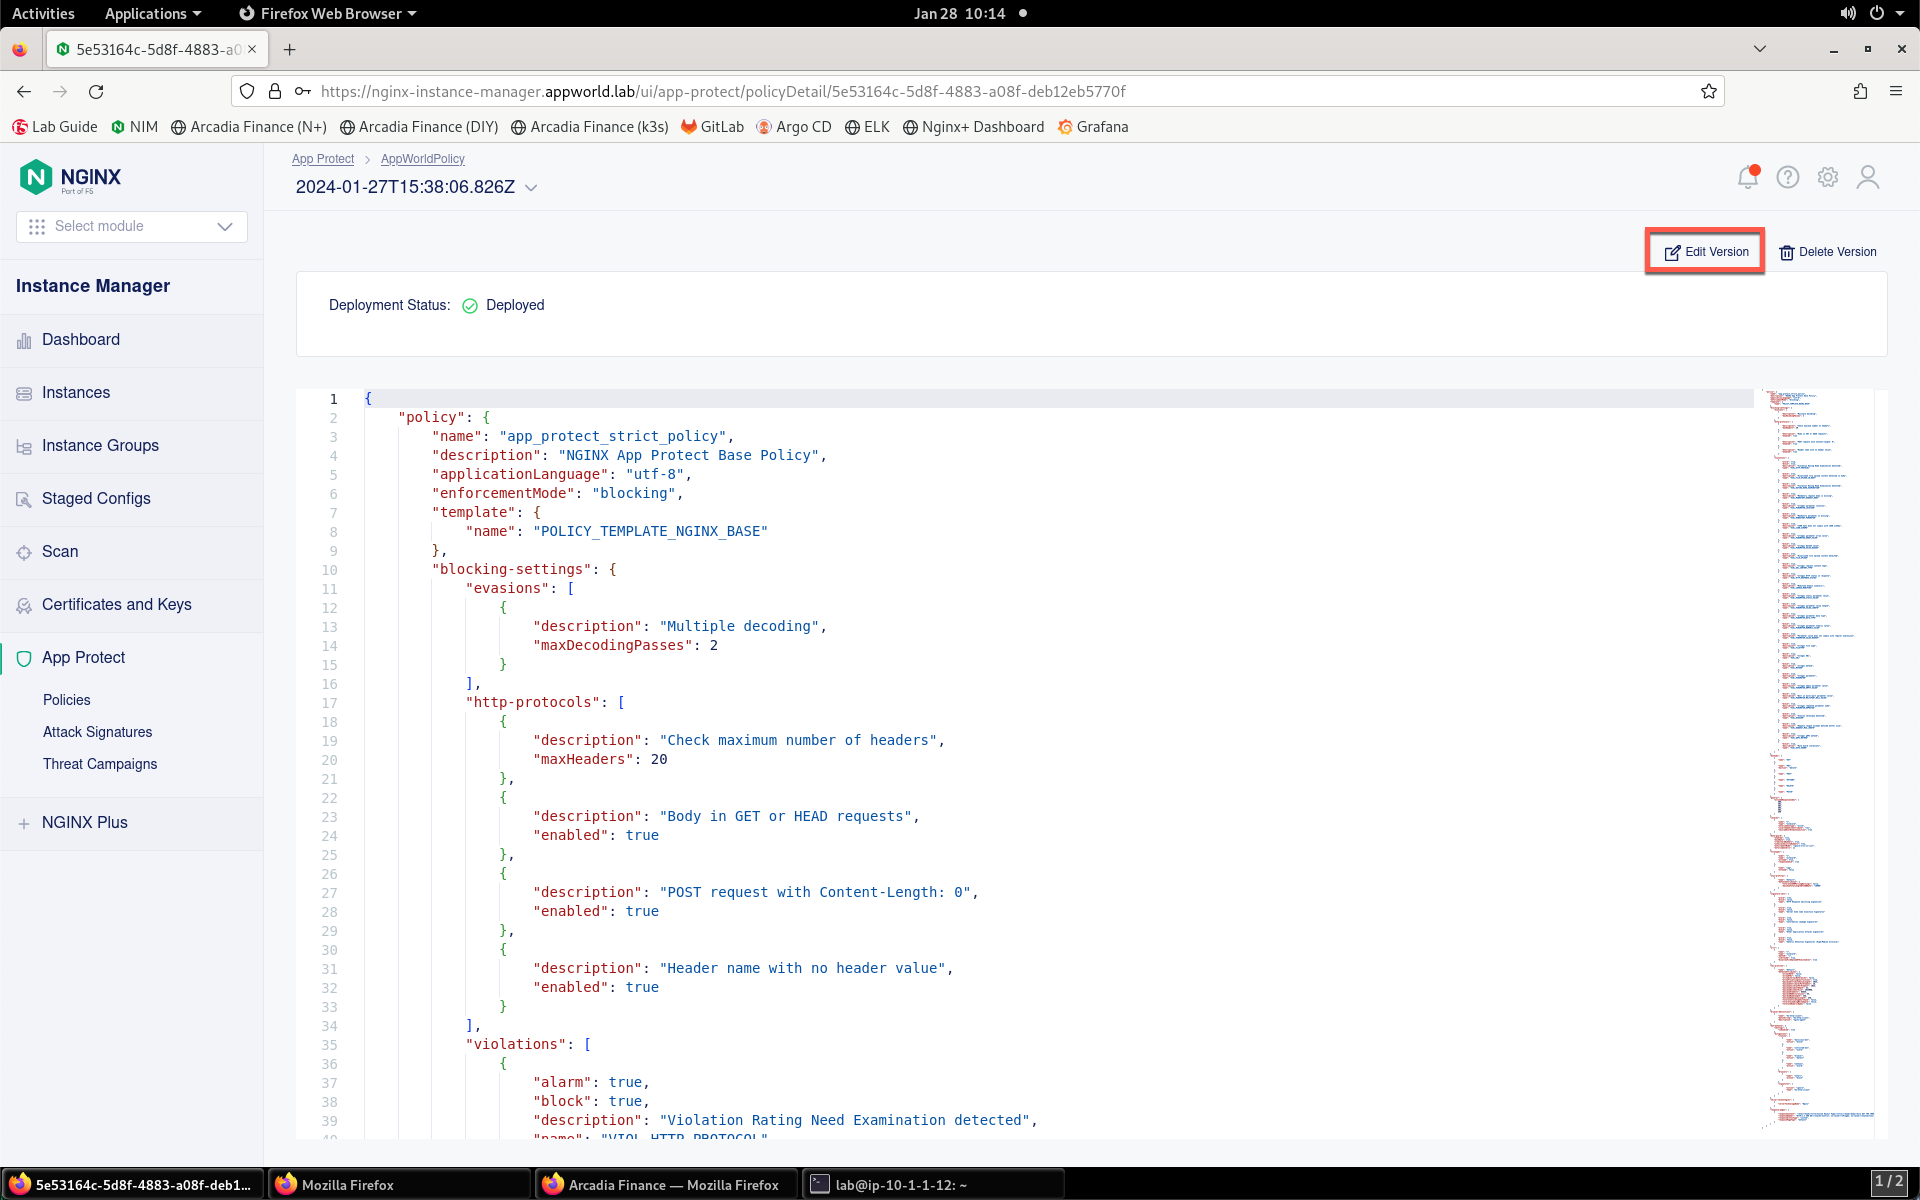 Activities Applications Firefox Web Browser Jan 28 10:14
5e53164c-5d8f-4883-a0
https://nginx-instance-manager.appworld.lab/ui/app-protect/policyDetail/5e53164c-5d8f-4883-a08f-deb12eb5770f
Lab Guide NIM Arcadia Finance (N+) Arcadia Finance (DIY) Arcadia Finance (k3s) GitLab Argo CD ELK Nginx+ Dashboard Grafana
NGINX
Part of F5
Select module
Instance Manager
Dashboard
Instances
Instance Groups
Staged Configs
Scan
Certificates and Keys
App Protect
Policies
Attack Signatures
Threat Campaigns
NGINX Plus
App Protect > AppWorldPolicy
2024-01-27T15:38:06.826Z
Edit Version Delete Version
Deployment Status: Deployed
1 {
2 "policy": {
3 "name": "app_protect_strict_policy",
4 "description": "NGINX App Protect Base Policy",
5 "applicationLanguage": "utf-8",
6 "enforcementMode": "blocking",
7 "template": {
8 "name": "POLICY_TEMPLATE_NGINX_BASE"
9 },
10 "blocking-settings": {
11 "evasions": [
12 {
13 "description": "Multiple decoding",
14 "maxDecodingPasses": 2
15 }
16 ],
17 "http-protocols": [
18 {
19 "description": "Check maximum number of headers",
20 "maxHeaders": 20
21 },
22 {
23 "description": "Body in GET or HEAD requests",
24 "enabled": true
25 },
26 {
27 "description": "POST request with Content-Length: 0",
28 "enabled": true
29 },
30 {
31 "description": "Header name with no header value",
32 "enabled": true
33 }
34 ],
35 "violations": [
36 {
37 "alarm": true,
38 "block": true,
39 "description": "Violation Rating Need Examination detected",
40 "name": "VIOL_HTTP_PROTOCOL"
5e53164c-5d8f-4883-a08f-deb1... Mozilla Firefox Arcadia Finance — Mozilla Firefox lab@ip-10-1-1-12: ~ 1 / 2